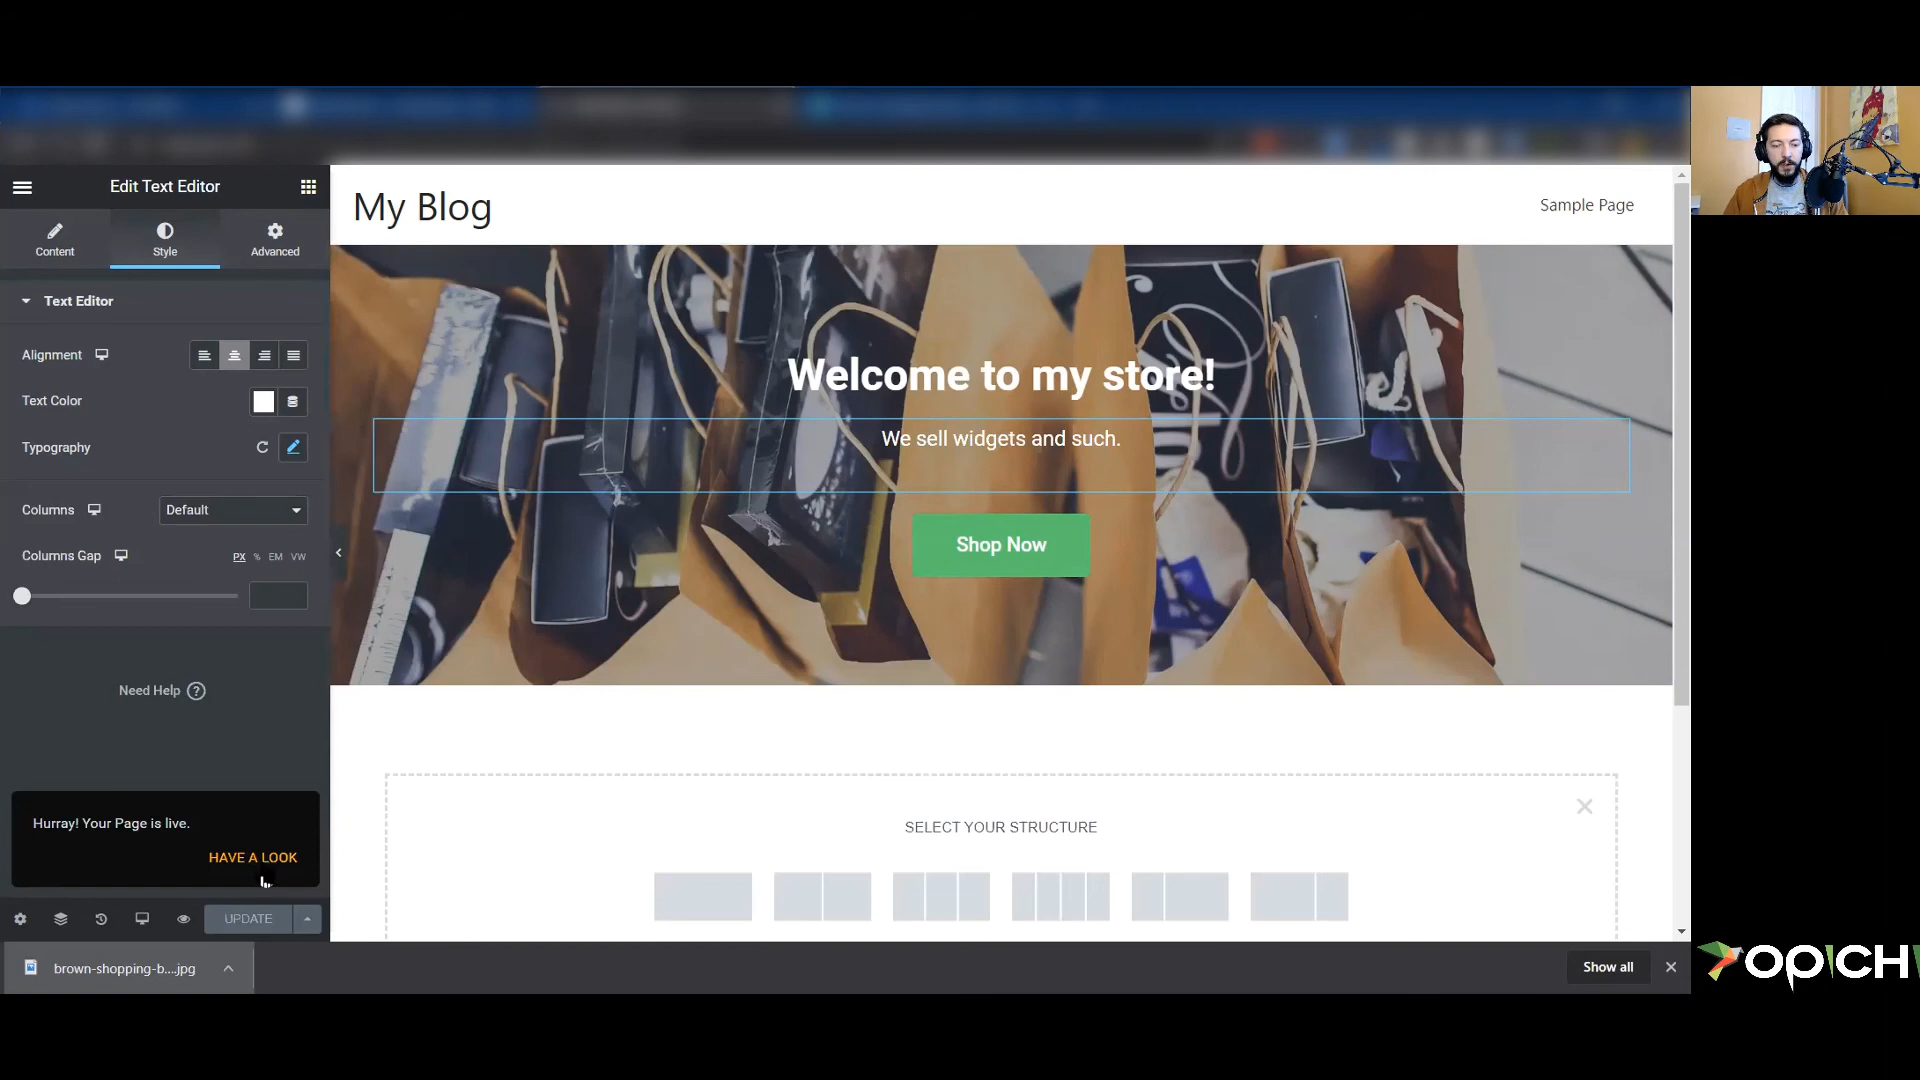 Edit Text Editor
Content
Style
Advanced
Text Editor
Alignment
Text Color
Typography
Columns
Default
Columns Gap
PX % EM VW
Need Help ?
Hurray! Your Page is live.
HAVE A LOOK
UPDATE
My Blog
Sample Page
Welcome to my store!
We sell widgets and such.
Shop Now
SELECT YOUR STRUCTURE
brown-shopping-b....jpg
Show all
OPICH